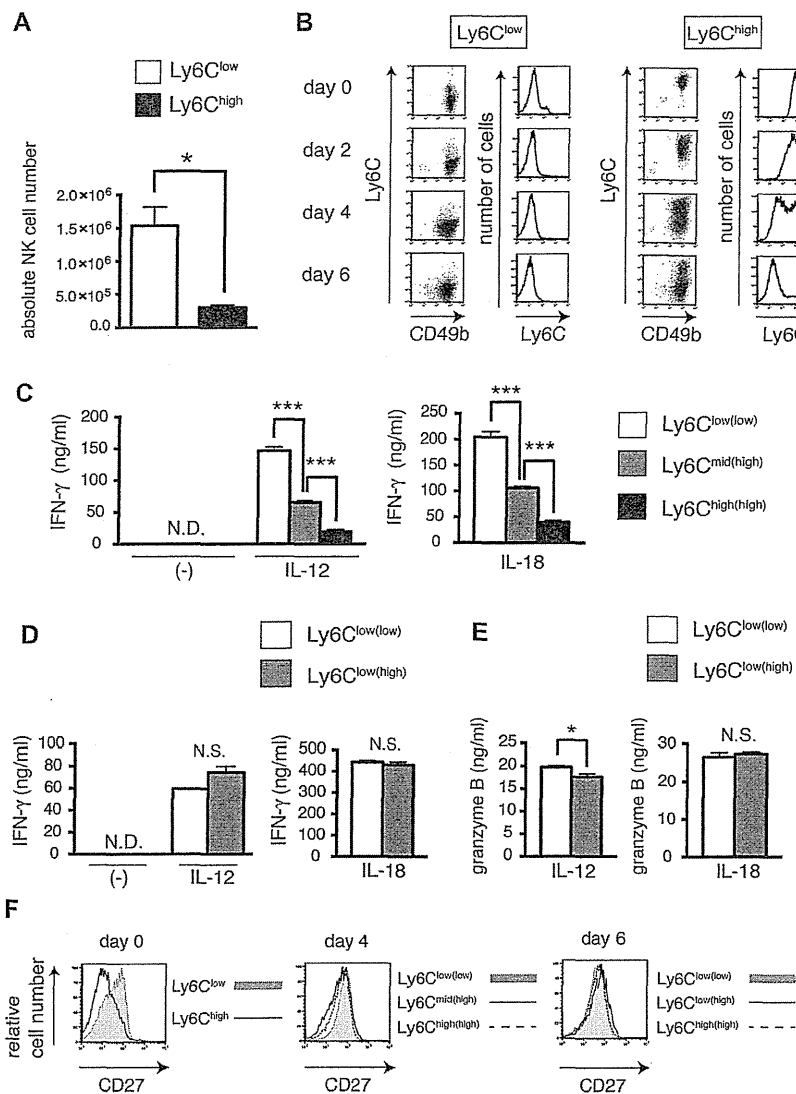 A
Ly6Clow
Ly6Chigh
*
absolute NK cell number
2.0×10⁶
1.5×10⁶
1.0×10⁶
5.0×10⁵
0.0
B
Ly6Clow
Ly6Chigh
day 0
day 2
day 4
day 6
Ly6C
number of cells
Ly6C
number of cells
CD49b
Ly6C
CD49b
Ly6C
C
IFN-γ (ng/ml)
200
150
100
50
0
N.D.
***
***
(-)
IL-12
IFN-γ (ng/ml)
250
200
150
100
50
0
***
***
IL-18
Ly6Clow(low)
Ly6Cmid(high)
Ly6Chigh(high)
D
Ly6Clow(low)
Ly6Clow(high)
IFN-γ (ng/ml)
100
80
60
40
20
0
N.D.
N.S.
(-)
IL-12
IFN-γ (ng/ml)
500
400
300
200
100
0
N.S.
IL-18
E
Ly6Clow(low)
Ly6Clow(high)
granzyme B (ng/ml)
25
20
15
10
5
0
*
IL-12
granzyme B (ng/ml)
30
20
10
0
N.S.
IL-18
F
relative
cell number
day 0
Ly6Clow
Ly6Chigh
CD27
day 4
Ly6Clow(low)
Ly6Cmid(high)
Ly6Chigh(high)
CD27
day 6
Ly6Clow(low)
Ly6Clow(high)
Ly6Chigh(high)
CD27